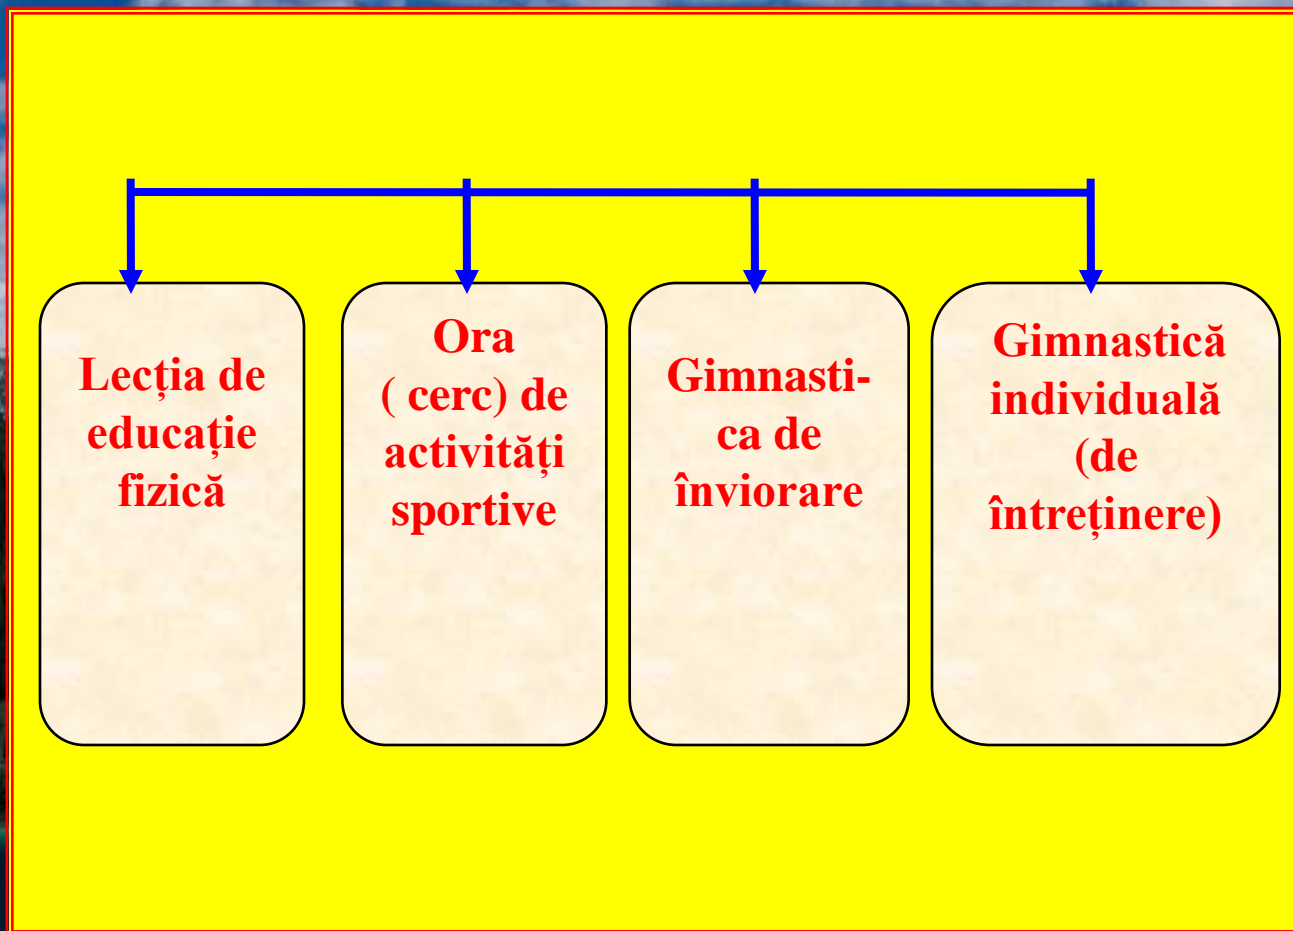 Lecția de
educație
fizică
Ora
( cerc) de
activități
sportive
Gimnasti-
ca de
înviorare
Gimnastică
individuală
(de
întreținere)